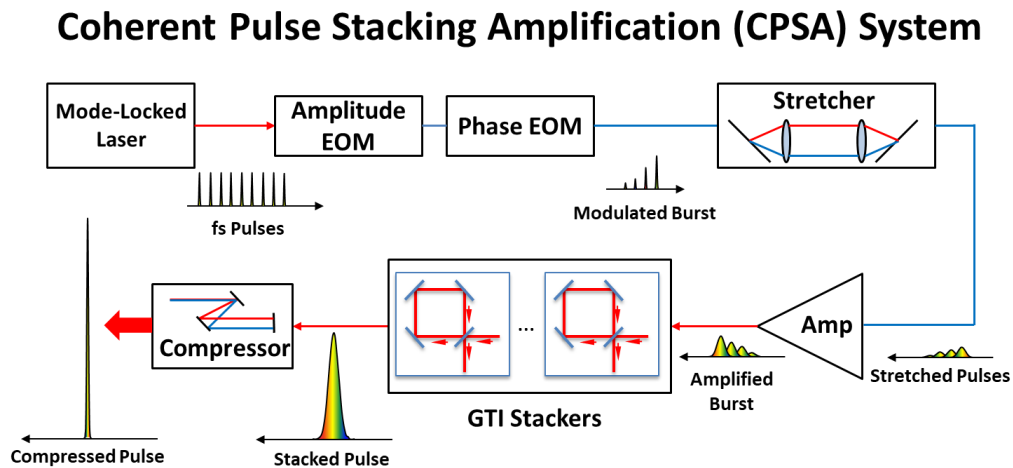 Coherent Pulse Stacking Amplification (CPSA) System
Mode-Locked
Laser
Amplitude
EOM
Phase EOM
Stretcher
fs Pulses
Modulated Burst
Compressor
...
GTI Stackers
Amp
Amplified
Burst
Stretched Pulses
Compressed Pulse
Stacked Pulse